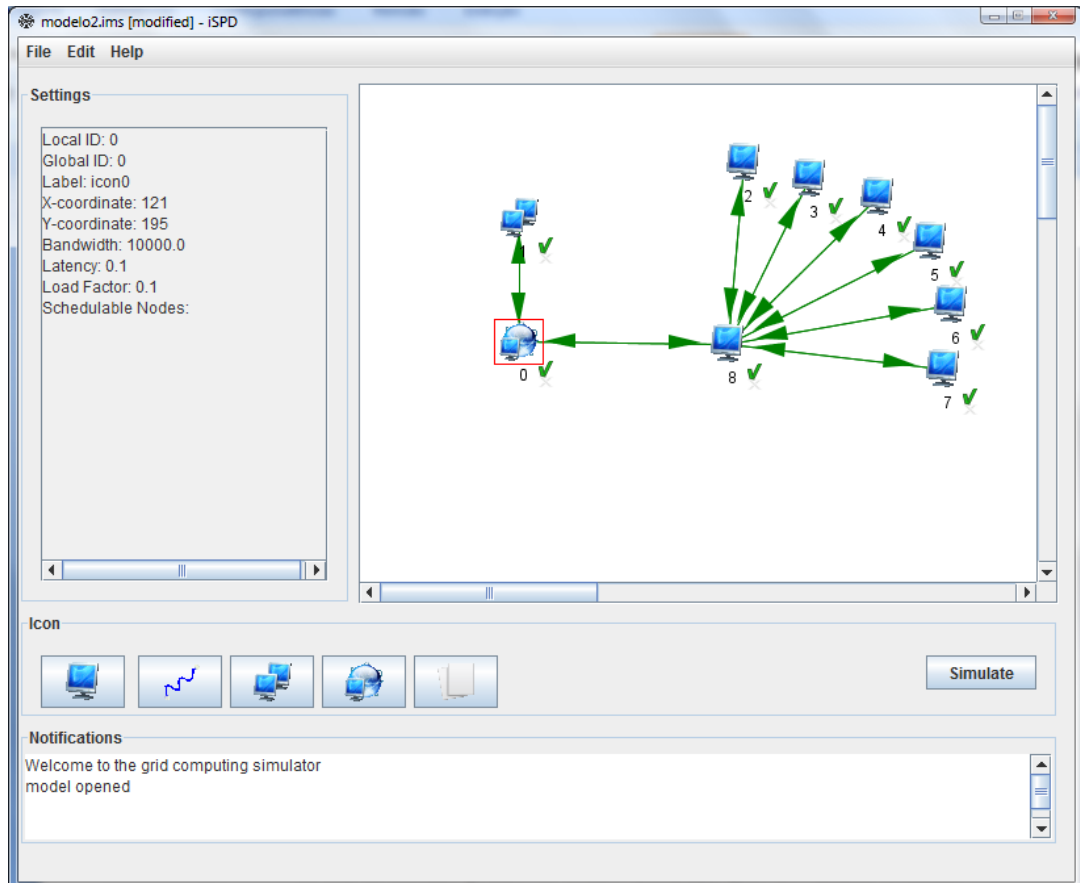 modelo2.ims [modified] - iSPD
File Edit Help
Settings
Local ID: 0
Global ID: 0
Label: icon0
X-coordinate: 121
Y-coordinate: 195
Bandwidth: 10000.0
Latency: 0.1
Load Factor: 0.1
Schedulable Nodes:
2
3
4
1
5
6
0
8
7
Icon
Simulate
Notifications
Welcome to the grid computing simulator
model opened